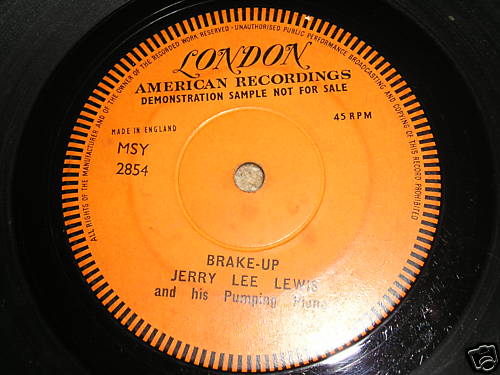 ALL RIGHTS OF THE MANUFACTURER AND OF THE OWNER OF THE RECORDED WORK RESERVED - UNAUTHORISED PUBLIC PERFORMANCE BROADCASTING AND COPYING OF THIS RECORD PROHIBITED
LONDON
AMERICAN RECORDINGS
DEMONSTRATION SAMPLE NOT FOR SALE
MADE IN ENGLAND
45 RPM
MSY
2854
BRAKE-UP
JERRY LEE LEWIS
and his Pumping Piano